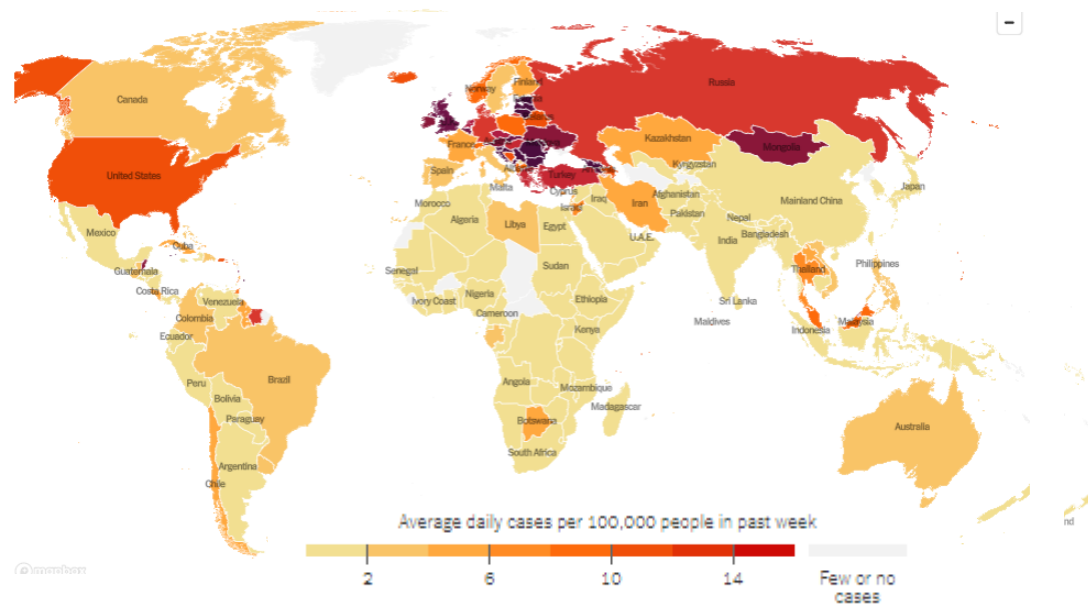 −
Russia
Canada
Norway
Finland
Kazakhstan
France
Mongolia
United States
Spain
Turkey
Kyrgyzstan
Malta
Cyprus
Afghanistan
Japan
Morocco
Iraq
Mainland China
Algeria
Israel
Iran
Pakistan
Libya
Egypt
Nepal
Mexico
U.A.E.
Bangladesh
India
Cuba
Guatemala
Senegal
Sudan
Thailand
Philippines
Costa Rica
Venezuela
Ivory Coast
Nigeria
Ethiopia
Sri Lanka
Colombia
Cameroon
Maldives
Malaysia
Ecuador
Kenya
Indonesia
Brazil
Peru
Angola
Mozambique
Bolivia
Madagascar
Paraguay
Botswana
Australia
South Africa
Argentina
Chile
Average daily cases per 100,000 people in past week
nd
2 6 10 14 Few or no
cases
mapbox